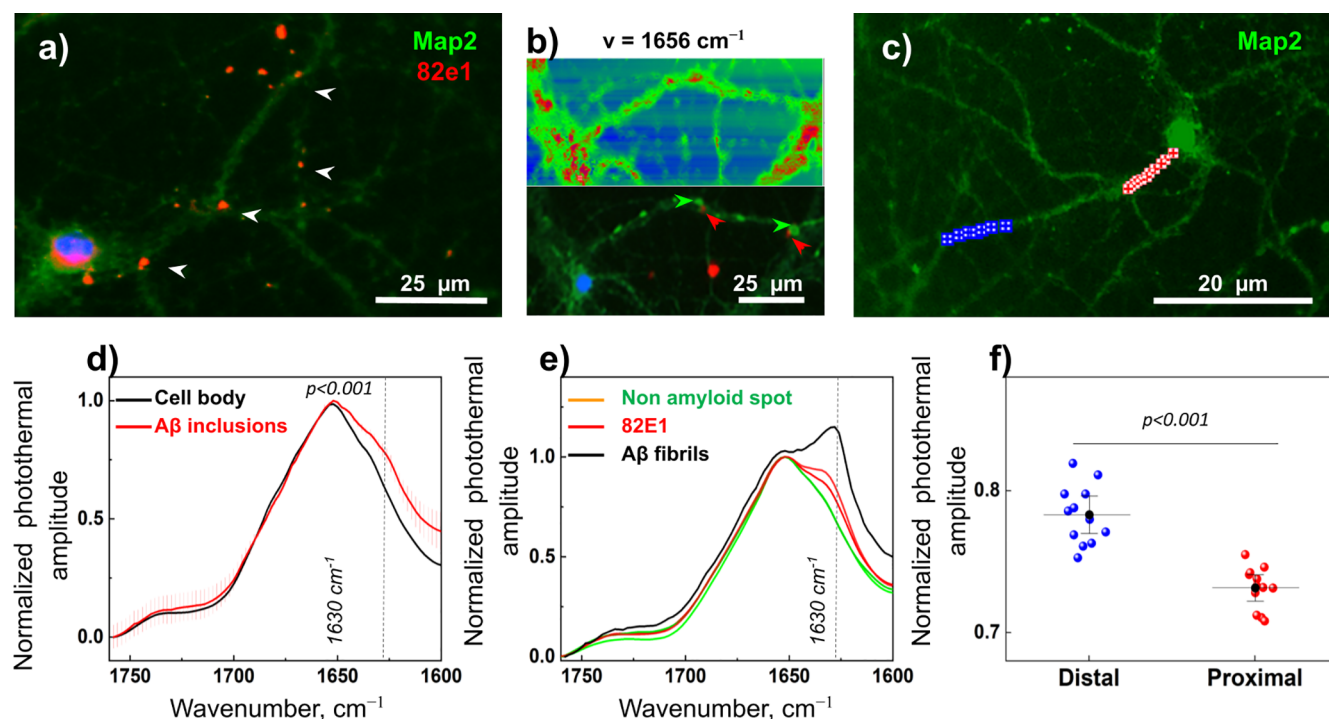 a)
Map2
82e1
25 µm
b)
ν = 1656 cm⁻¹
25 µm
c)
Map2
20 µm
d)
Normalized photothermal
amplitude
1.0
0.5
0.0
p<0.001
Cell body
Aβ inclusions
1630 cm⁻¹
1750
1700
1650
1600
Wavenumber, cm⁻¹
e)
Normalized photothermal
amplitude
1.0
0.5
0.0
Non amyloid spot
82E1
Aβ fibrils
1630 cm⁻¹
1750
1700
1650
1600
Wavenumber, cm⁻¹
f)
Normalized photothermal
amplitude
0.8
0.7
p<0.001
Distal
Proximal